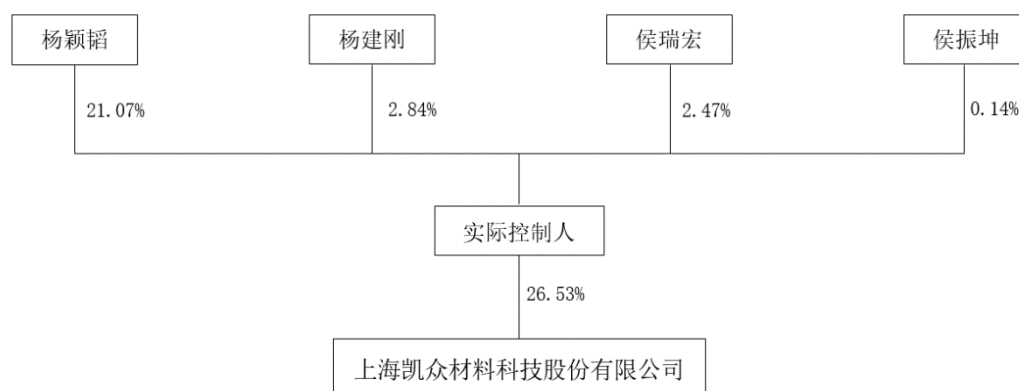 杨颖韬
杨建刚
侯瑞宏
侯振坤
21.07%
2.84%
2.47%
0.14%
实际控制人
26.53%
上海凯众材料科技股份有限公司